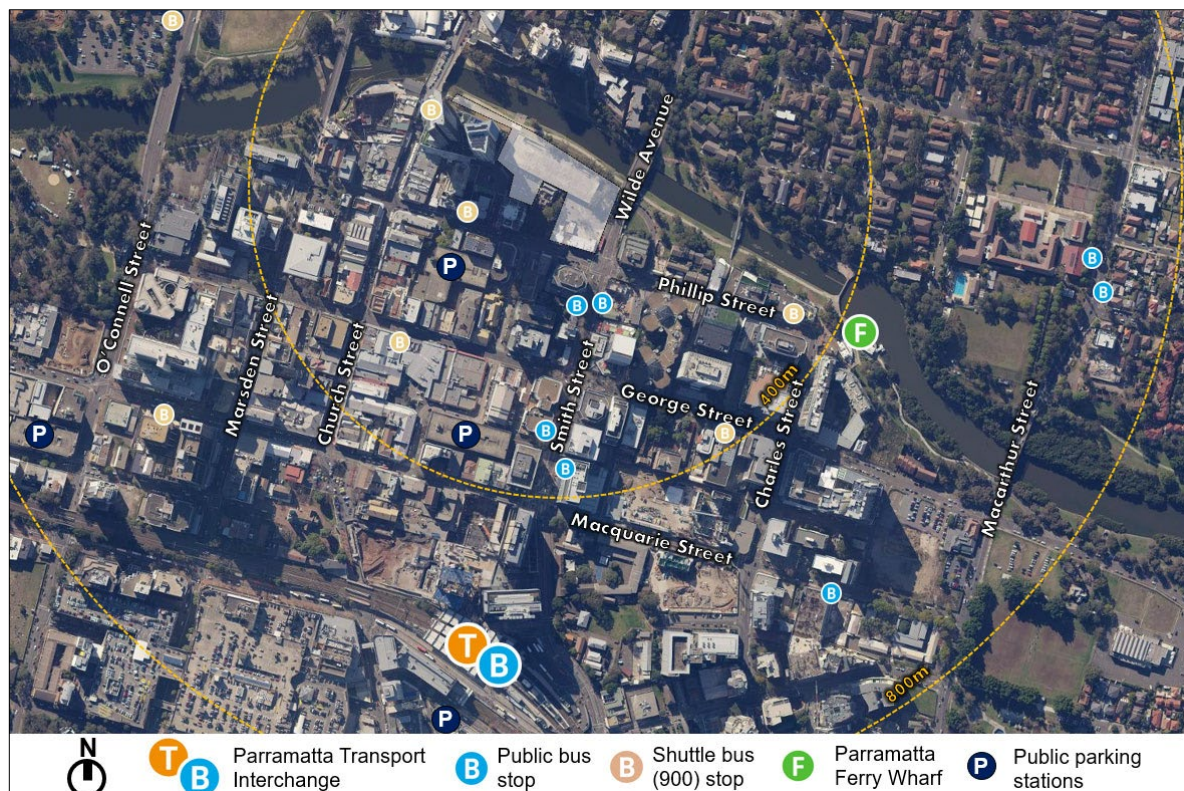 B
B
Wilde Avenue
B
B
B
P
O'Connell Street
Phillip Street
B
B
B
F
Marsden Street
Church Street
B
Smith Street
400m
George Street
Charles Street
Macarthur Street
B
P
B
P
B
B
Macquarie Street
B
T
B
800m
P
N
T
B
Parramatta Transport
Interchange
B
Public bus
stop
B
Shuttle bus
(900) stop
F
Parramatta
Ferry Wharf
P
Public parking
stations